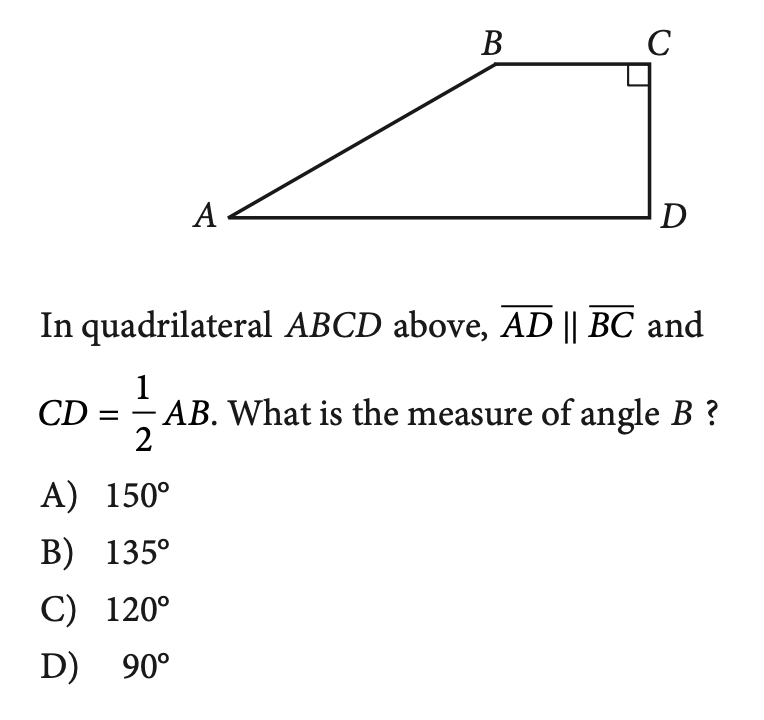 B C
A D
In quadrilateral ABCD above, AD || BC and
CD = 1/2 AB. What is the measure of angle B ?
A) 150°
B) 135°
C) 120°
D) 90°